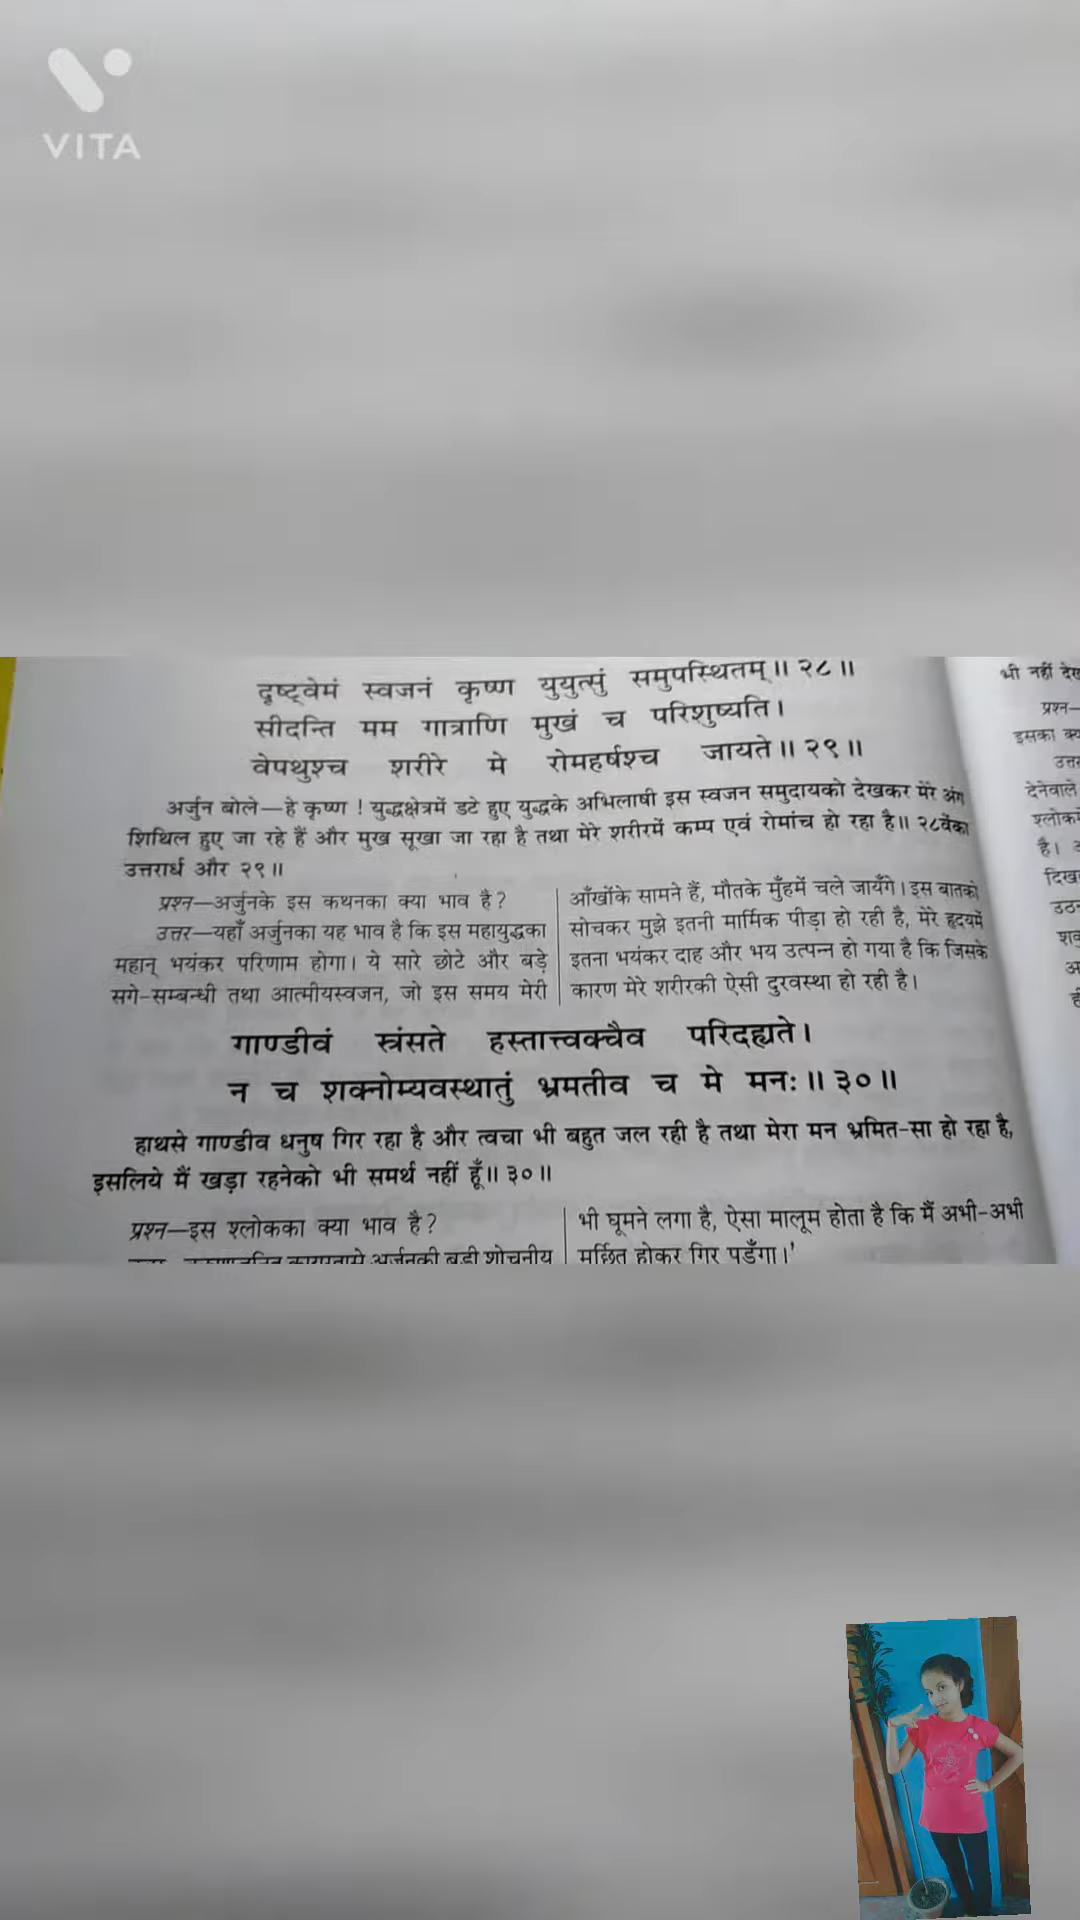 VITA
दृष्ट्वेमं स्वजनं कृष्ण युयुत्सुं समुपस्थितम्॥ २८॥
सीदन्ति मम गात्राणि मुखं च परिशुष्यति।
वेपथुश्च शरीरे मे रोमहर्षश्च जायते॥ २९॥
अर्जुन बोले—हे कृष्ण ! युद्धक्षेत्रमें डटे हुए युद्धके अभिलाषी इस स्वजन समुदायको देखकर मेरे अंग
शिथिल हुए जा रहे हैं और मुख सूखा जा रहा है तथा मेरे शरीरमें कम्प एवं रोमांच हो रहा है॥ २८वेंका
उत्तरार्ध और २९॥
प्रश्न—अर्जुनके इस कथनका क्या भाव है?
उत्तर—यहाँ अर्जुनका यह भाव है कि इस महायुद्धका
महान् भयंकर परिणाम होगा। ये सारे छोटे और बड़े
सगे-सम्बन्धी तथा आत्मीयस्वजन, जो इस समय मेरी
आँखोंके सामने हैं, मौतके मुँहमें चले जायँगे। इस बातको
सोचकर मुझे इतनी मार्मिक पीड़ा हो रही है, मेरे हृदयमें
इतना भयंकर दाह और भय उत्पन्न हो गया है कि जिसके
कारण मेरे शरीरकी ऐसी दुरवस्था हो रही है।
गाण्डीवं स्त्रंसते हस्तात्त्वक्चैव परिदह्यते।
न च शक्नोम्यवस्थातुं भ्रमतीव च मे मनः॥ ३०॥
हाथसे गाण्डीव धनुष गिर रहा है और त्वचा भी बहुत जल रही है तथा मेरा मन भ्रमित-सा हो रहा है,
इसलिये मैं खड़ा रहनेको भी समर्थ नहीं हूँ॥ ३०॥
प्रश्न—इस श्लोकका क्या भाव है?
अर्जुनकी बड़ी शोचनीय
भी घूमने लगा है, ऐसा मालूम होता है कि मैं अभी-अभी
मूर्छित होकर गिर पड़ूँगा।'
भी नहीं
प्रश्न—
इसका
देनेवाले
है।